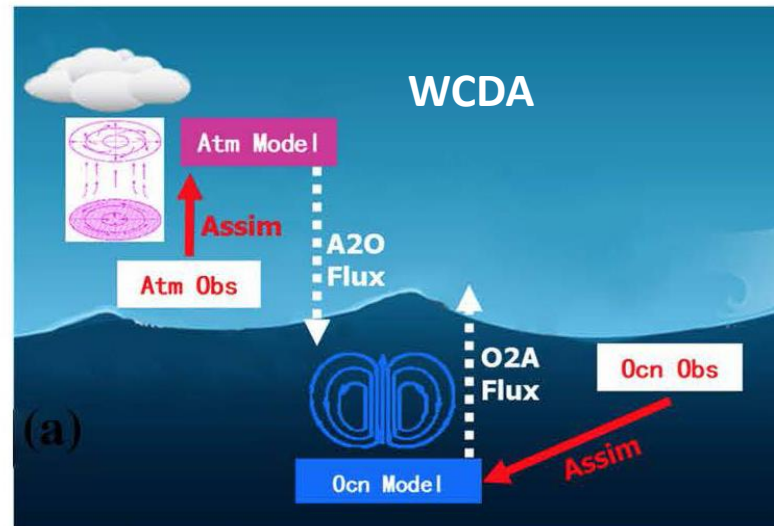 WCDA
Atm Model
Assim
A2O
Flux
Atm Obs
O2A
Flux
Ocn Obs
(a)
Assim
Ocn Model